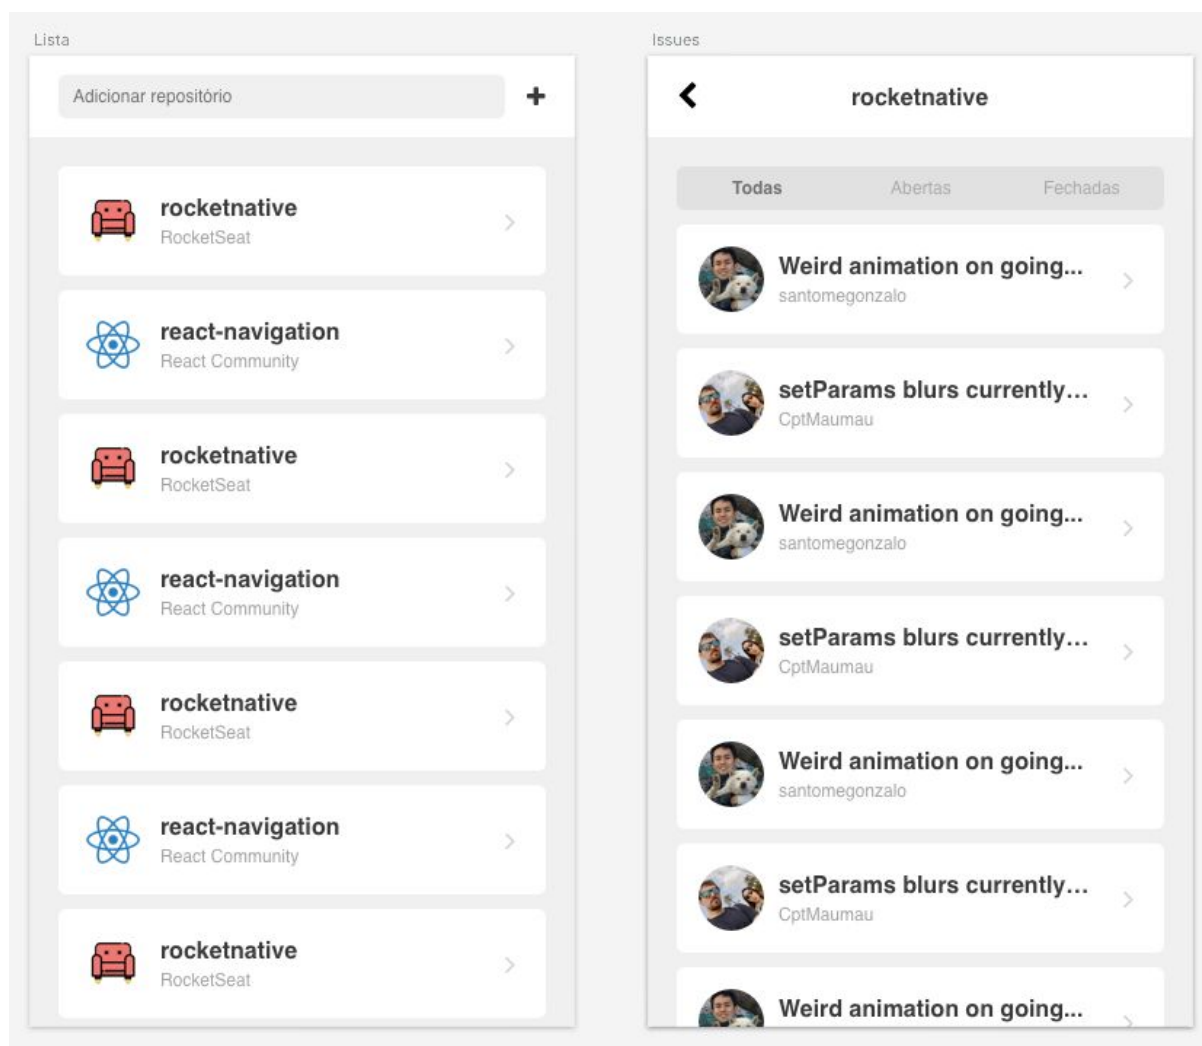 Lista
Adicionar repositório
rocketnative
RocketSeat
react-navigation
React Community
rocketnative
RocketSeat
react-navigation
React Community
rocketnative
RocketSeat
react-navigation
React Community
rocketnative
RocketSeat
Issues
rocketnative
Todas Abertas Fechadas
Weird animation on going...
santomegonzalo
setParams blurs currently...
CptMaumau
Weird animation on going...
santomegonzalo
setParams blurs currently...
CptMaumau
Weird animation on going...
santomegonzalo
setParams blurs currently...
CptMaumau
Weird animation on going...